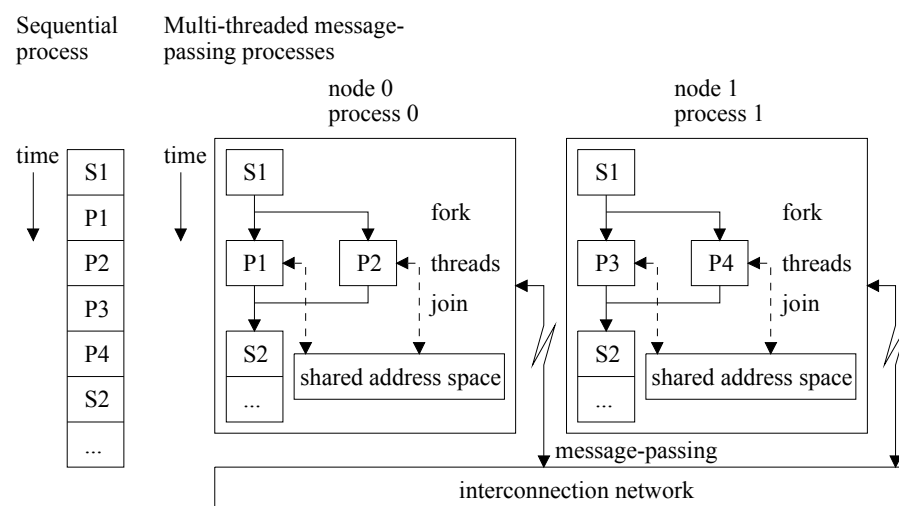 Sequential
process
Multi-threaded message-
passing processes
node 0
process 0
node 1
process 1
time
S1
P1
P2
P3
P4
S2
...
time
S1
fork
P1
P2
threads
join
S2
shared address space
...
S1
fork
P3
P4
threads
join
S2
shared address space
...
message-passing
interconnection network